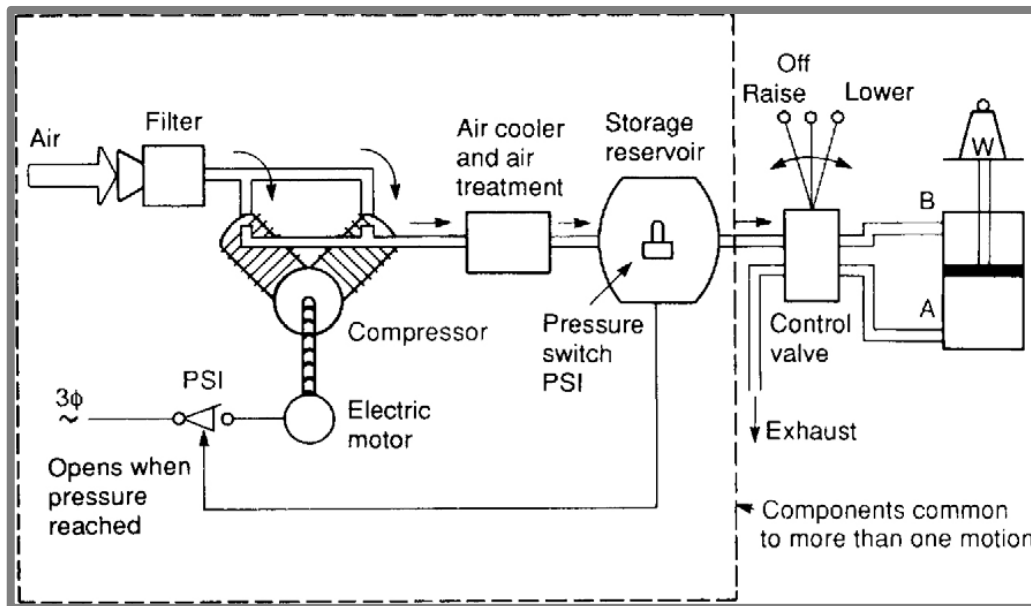 Air
Filter
Air cooler
and air
treatment
Storage
reservoir
Off
Raise
Lower
W
B
A
Compressor
Pressure
switch
PSI
Control
valve
3ϕ
~
PSI
Electric
motor
Exhaust
Opens when
pressure
reached
Components common
to more than one motion